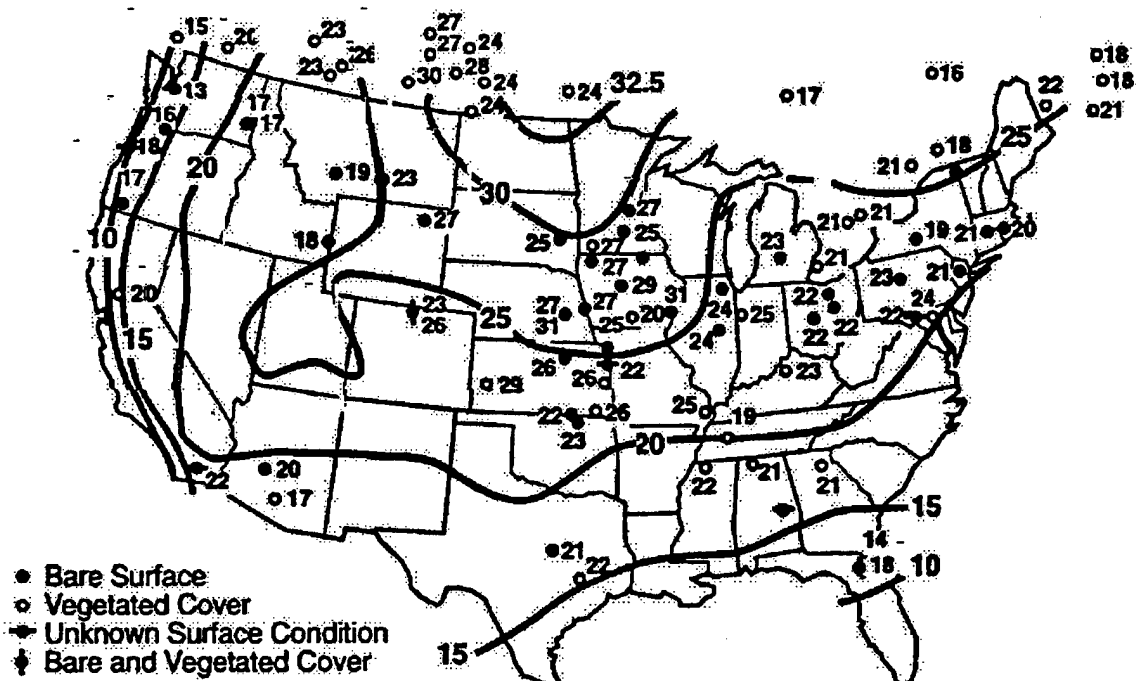 15 20 23 26 23 27 27 24 28 30 24 24
24 32.5 17 16 18 18 22 21
13 17 17 16 18 17
20 19 23 27 30
25 18 21
10 18 25 27 27 25 27
23 21 21 21 19 21 20
20 15
23 26 25 27 31 27 29 31 25 20
24 24 25 22 22 22 23 21 22 24
26 22 29 26 26 22 23
25 19 23 20
22 20 17
22 21 21
15 14 18 10
21 22
15
Bare Surface
Vegetated Cover
Unknown Surface Condition
Bare and Vegetated Cover